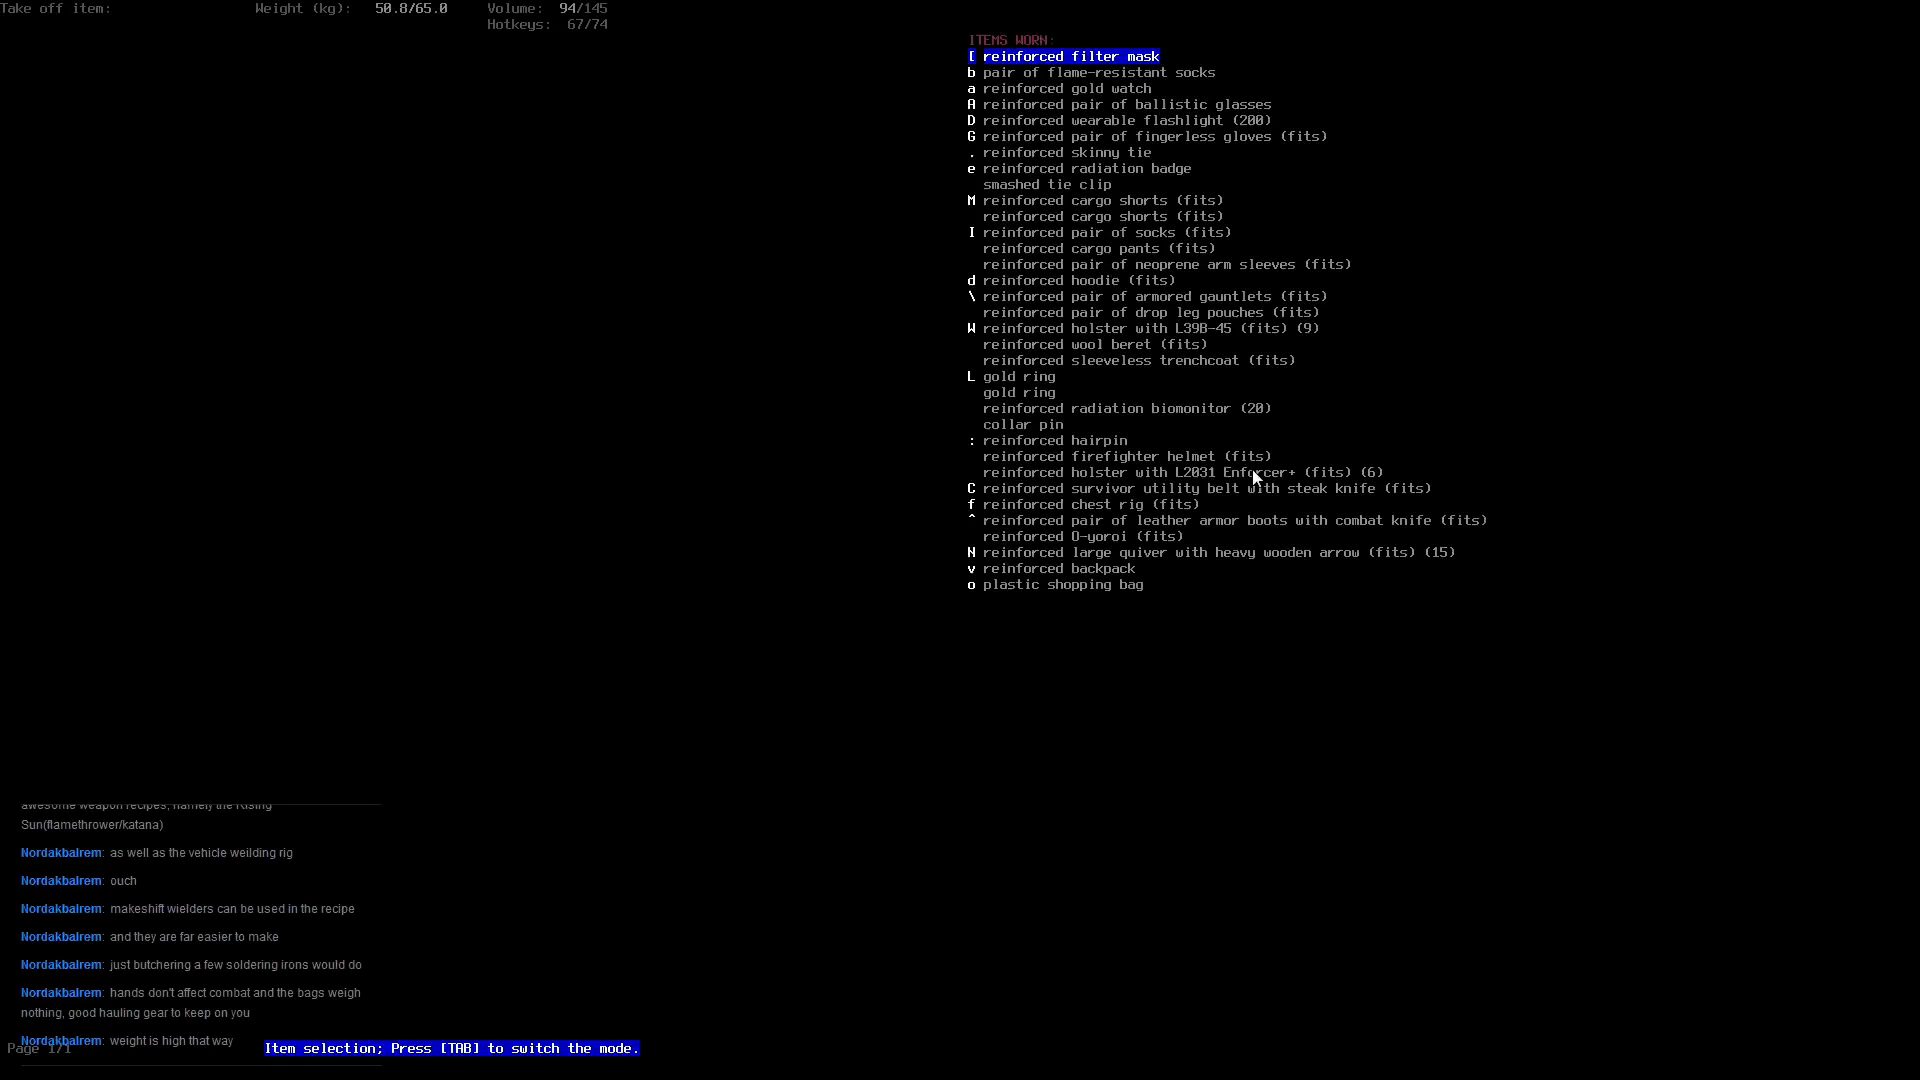 Take off item: Weight (kg): 50.8/65.0 Volume: 94/145
Hotkeys: 67/74
ITEMS WORN:
[ reinforced filter mask
b pair of flame-resistant socks
a reinforced gold watch
A reinforced pair of ballistic glasses
D reinforced wearable flashlight (200)
G reinforced pair of fingerless gloves (fits)
. reinforced skinny tie
e reinforced radiation badge
smashed tie clip
M reinforced cargo shorts (fits)
reinforced cargo shorts (fits)
I reinforced pair of socks (fits)
reinforced cargo pants (fits)
reinforced pair of neoprene arm sleeves (fits)
d reinforced hoodie (fits)
\ reinforced pair of armored gauntlets (fits)
reinforced pair of drop leg pouches (fits)
W reinforced holster with L39B-45 (fits) (9)
reinforced wool beret (fits)
reinforced sleeveless trenchcoat (fits)
L gold ring
gold ring
reinforced radiation biomonitor (20)
collar pin
: reinforced hairpin
reinforced firefighter helmet (fits)
reinforced holster with L2031 Enforcer+ (fits) (6)
C reinforced survivor utility belt with steak knife (fits)
f reinforced chest rig (fits)
^ reinforced pair of leather armor boots with combat knife (fits)
reinforced O-yoroi (fits)
N reinforced large quiver with heavy wooden arrow (fits) (15)
v reinforced backpack
o plastic shopping bag
awesome weapon recipes, namely the Rising
Sun(flamethrower/katana)
Nordakbalrem: as well as the vehicle weilding rig
Nordakbalrem: ouch
Nordakbalrem: makeshift wielders can be used in the recipe
Nordakbalrem: and they are far easier to make
Nordakbalrem: just butchering a few soldering irons would do
Nordakbalrem: hands don't affect combat and the bags weigh
nothing, good hauling gear to keep on you
Nordakbalrem: weight is high that way
Page 1/1 Item selection; Press [TAB] to switch the mode.